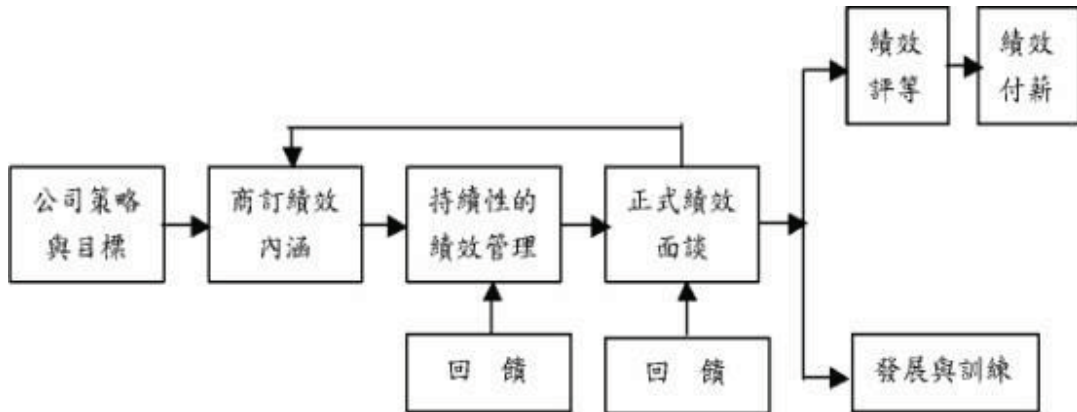 績效
評等
績效
付薪
公司策略
與目標
商訂績效
內涵
持續性的
績效管理
正式績效
面談
回 饋
回 饋
發展與訓練